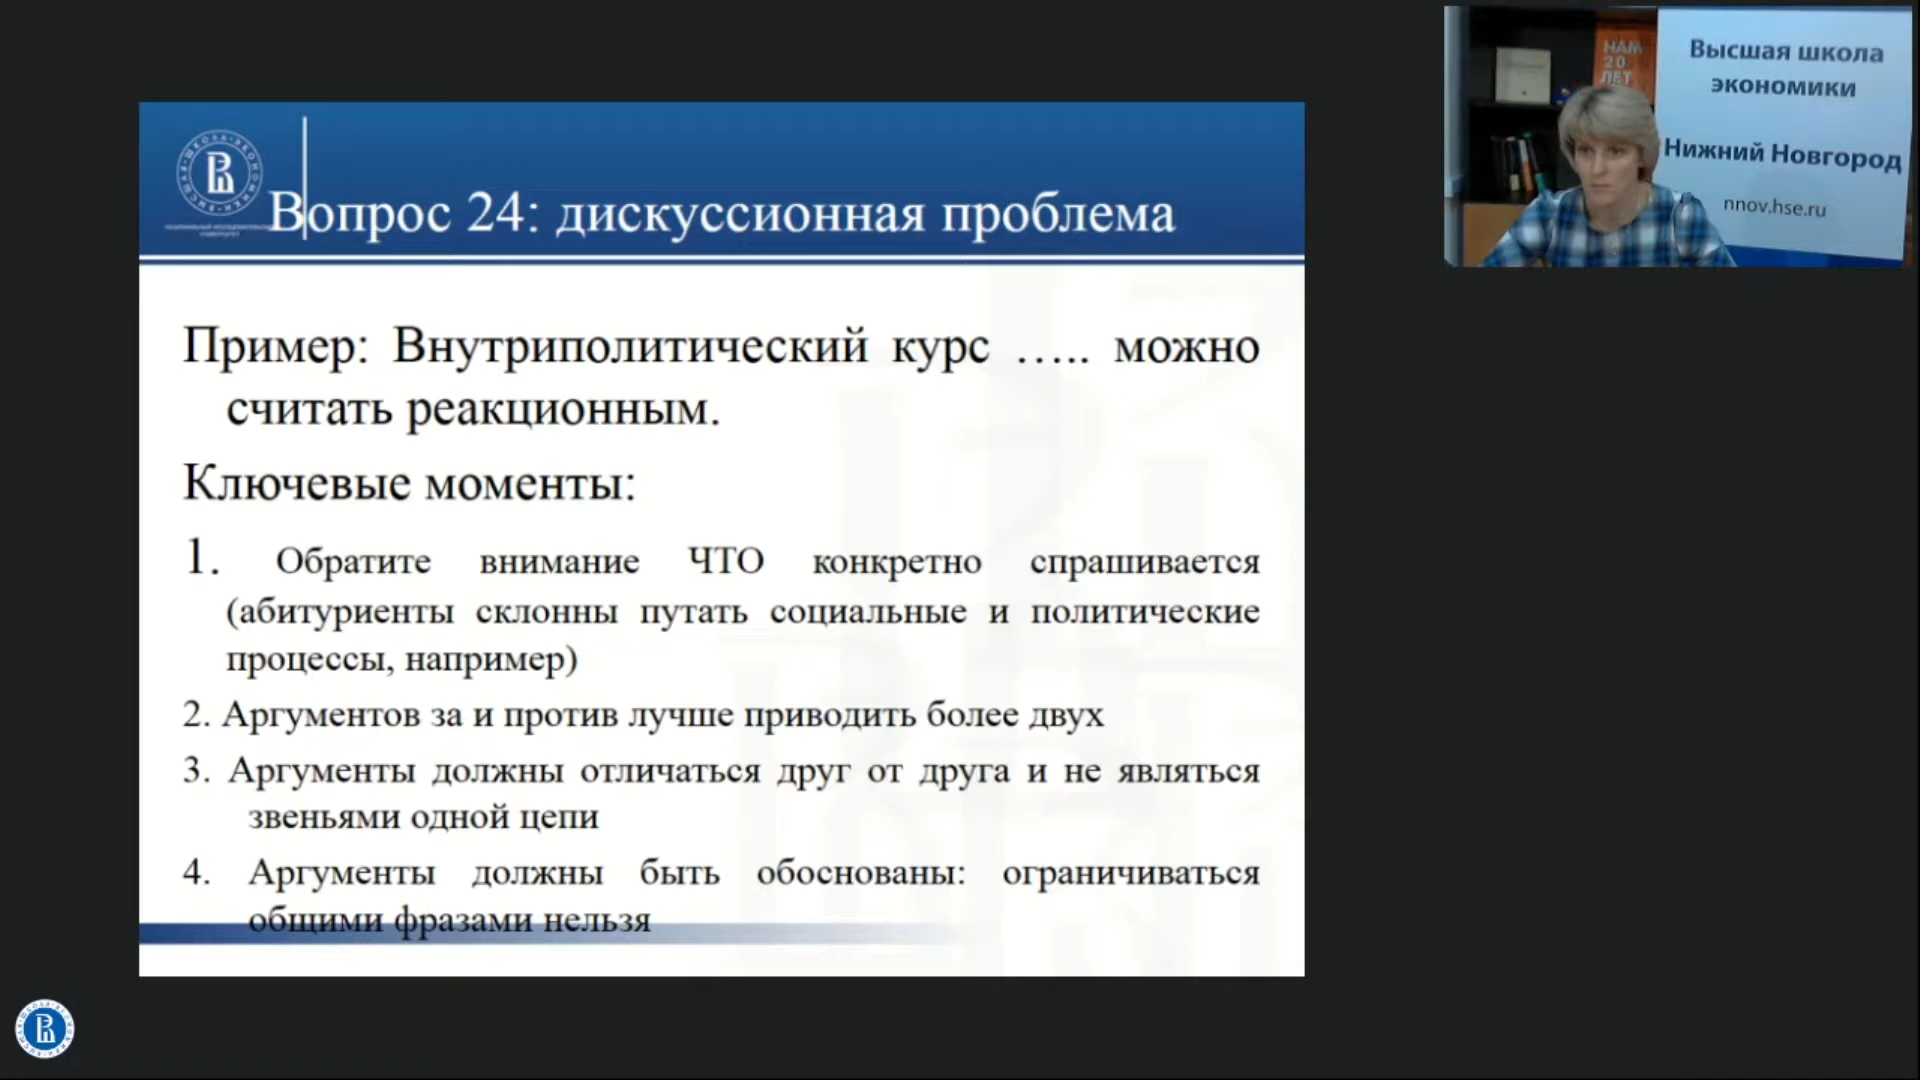 Вопрос 24: дискуссионная проблема
Пример: Внутриполитический курс ….. можно
считать реакционным.
Ключевые моменты:
1. Обратите внимание ЧТО конкретно спрашивается
(абитуриенты склонны путать социальные и политические
процессы, например)
2. Аргументов за и против лучше приводить более двух
3. Аргументы должны отличаться друг от друга и не являться
звеньями одной цепи
4. Аргументы должны быть обоснованы: ограничиваться
общими фразами нельзя
НАМ
20
ЛЕТ
Высшая школа
экономики
Нижний Новгород
nnov.hse.ru